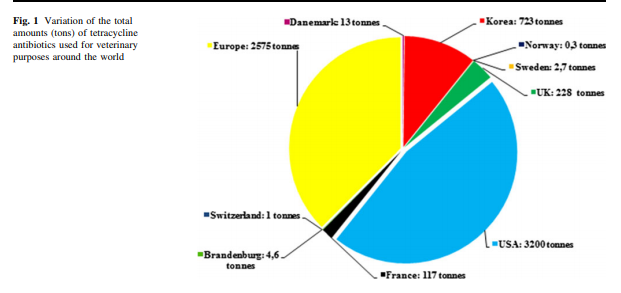 Fig. 1 Variation of the total
amounts (tons) of tetracycline
antibiotics used for veterinary
purposes around the world
Danemark: 13 tonnes
Korea: 723 tonnes
Europe: 2575 tonnes
Norway: 0,3 tonnes
Sweden: 2,7 tonnes
UK: 228 tonnes
Switzerland: 1 tonnes
USA: 3200 tonnes
Brandenburg: 4,6
tonnes
France: 117 tonnes